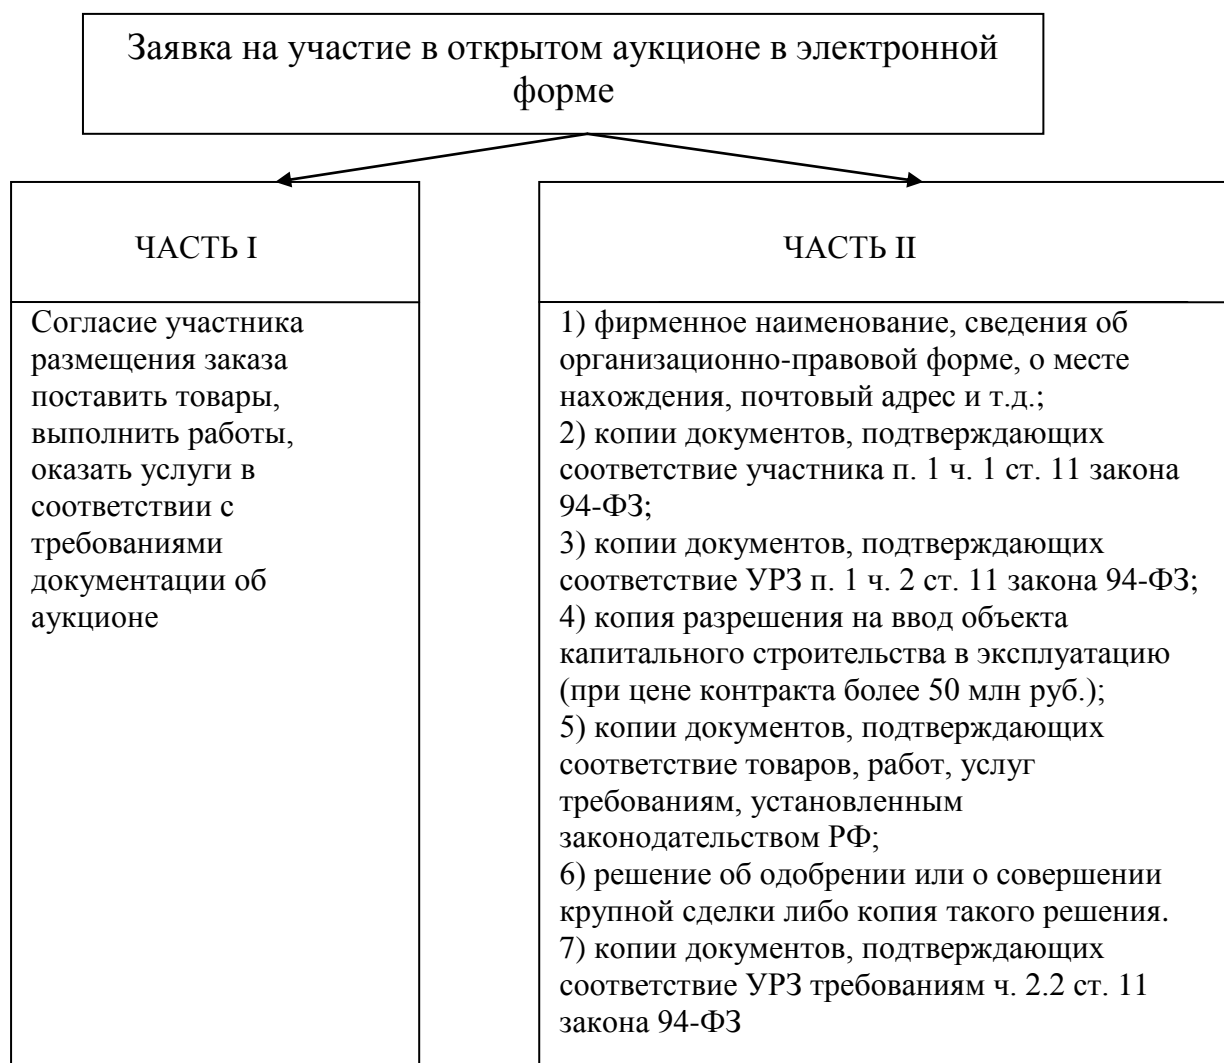 Заявка на участие в открытом аукционе в электронной
форме
ЧАСТЬ I
Согласие участника
размещения заказа
поставить товары,
выполнить работы,
оказать услуги в
соответствии с
требованиями
документации об
аукционе
ЧАСТЬ II
1) фирменное наименование, сведения об
организационно-правовой форме, о месте
нахождения, почтовый адрес и т.д.;
2) копии документов, подтверждающих
соответствие участника п. 1 ч. 1 ст. 11 закона
94-ФЗ;
3) копии документов, подтверждающих
соответствие УРЗ п. 1 ч. 2 ст. 11 закона 94-ФЗ;
4) копия разрешения на ввод объекта
капитального строительства в эксплуатацию
(при цене контракта более 50 млн руб.);
5) копии документов, подтверждающих
соответствие товаров, работ, услуг
требованиям, установленным
законодательством РФ;
6) решение об одобрении или о совершении
крупной сделки либо копия такого решения.
7) копии документов, подтверждающих
соответствие УРЗ требованиям ч. 2.2 ст. 11
закона 94-ФЗ